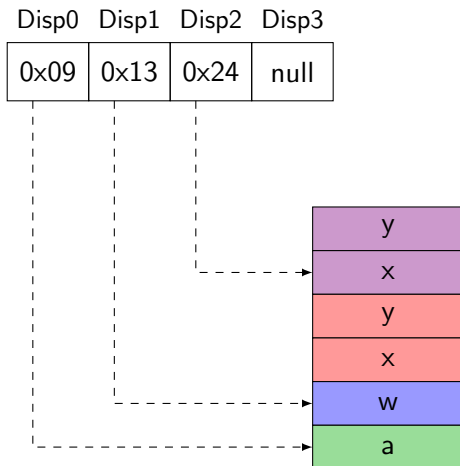 Disp0 Disp1 Disp2 Disp3
0x09 0x13 0x24 null
y
x
y
x
w
a